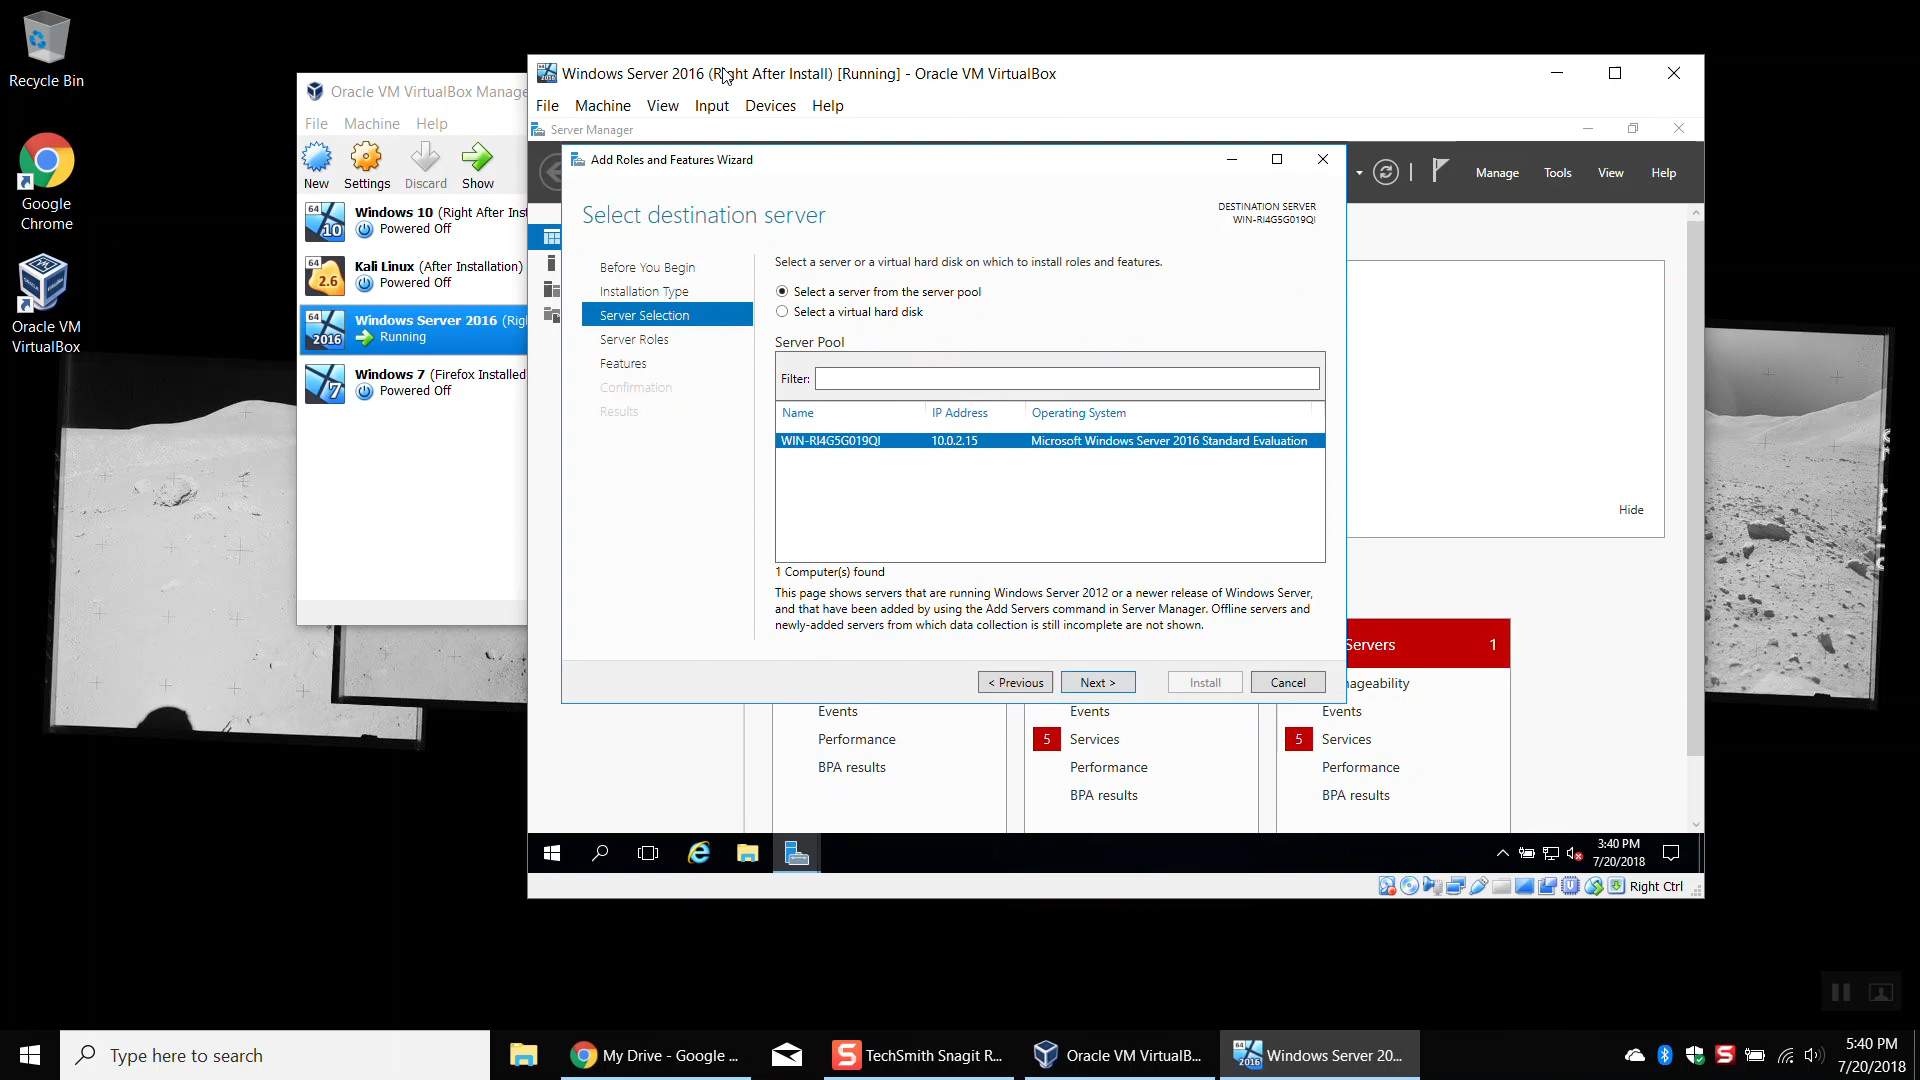 Recycle Bin
Google
Chrome
Oracle VM
VirtualBox
Oracle VM VirtualBox Manage
File Machine Help
New Settings Discard Show
64
10
Windows 10 (Right After Inst
Powered Off
64
2.6
Kali Linux (After Installation)
Powered Off
64
2016
Windows Server 2016 (Rig
Running
64
7
Windows 7 (Firefox Installed
Powered Off
Windows Server 2016 (Right After Install) [Running] - Oracle VM VirtualBox
File Machine View Input Devices Help
Server Manager
Manage Tools View Help
Add Roles and Features Wizard
Select destination server
DESTINATION SERVER
WIN-RI4G5G019QI
Before You Begin
Installation Type
Server Selection
Server Roles
Features
Confirmation
Results
Select a server or a virtual hard disk on which to install roles and features.
Select a server from the server pool
Select a virtual hard disk
Server Pool
Filter:
Name IP Address Operating System
WIN-RI4G5G019QI 10.0.2.15 Microsoft Windows Server 2016 Standard Evaluation
1 Computer(s) found
This page shows servers that are running Windows Server 2012 or a newer release of Windows Server,
and that have been added by using the Add Servers command in Server Manager. Offline servers and
newly-added servers from which data collection is still incomplete are not shown.
< Previous Next > Install Cancel
Hide
Servers 1
nageability
Events Events Events
Performance 5 Services 5 Services
BPA results Performance Performance
BPA results BPA results
3:40 PM
7/20/2018
Right Ctrl
Type here to search
My Drive - Google ...
TechSmith Snagit R...
Oracle VM VirtualB...
Windows Server 20...
5:40 PM
7/20/2018